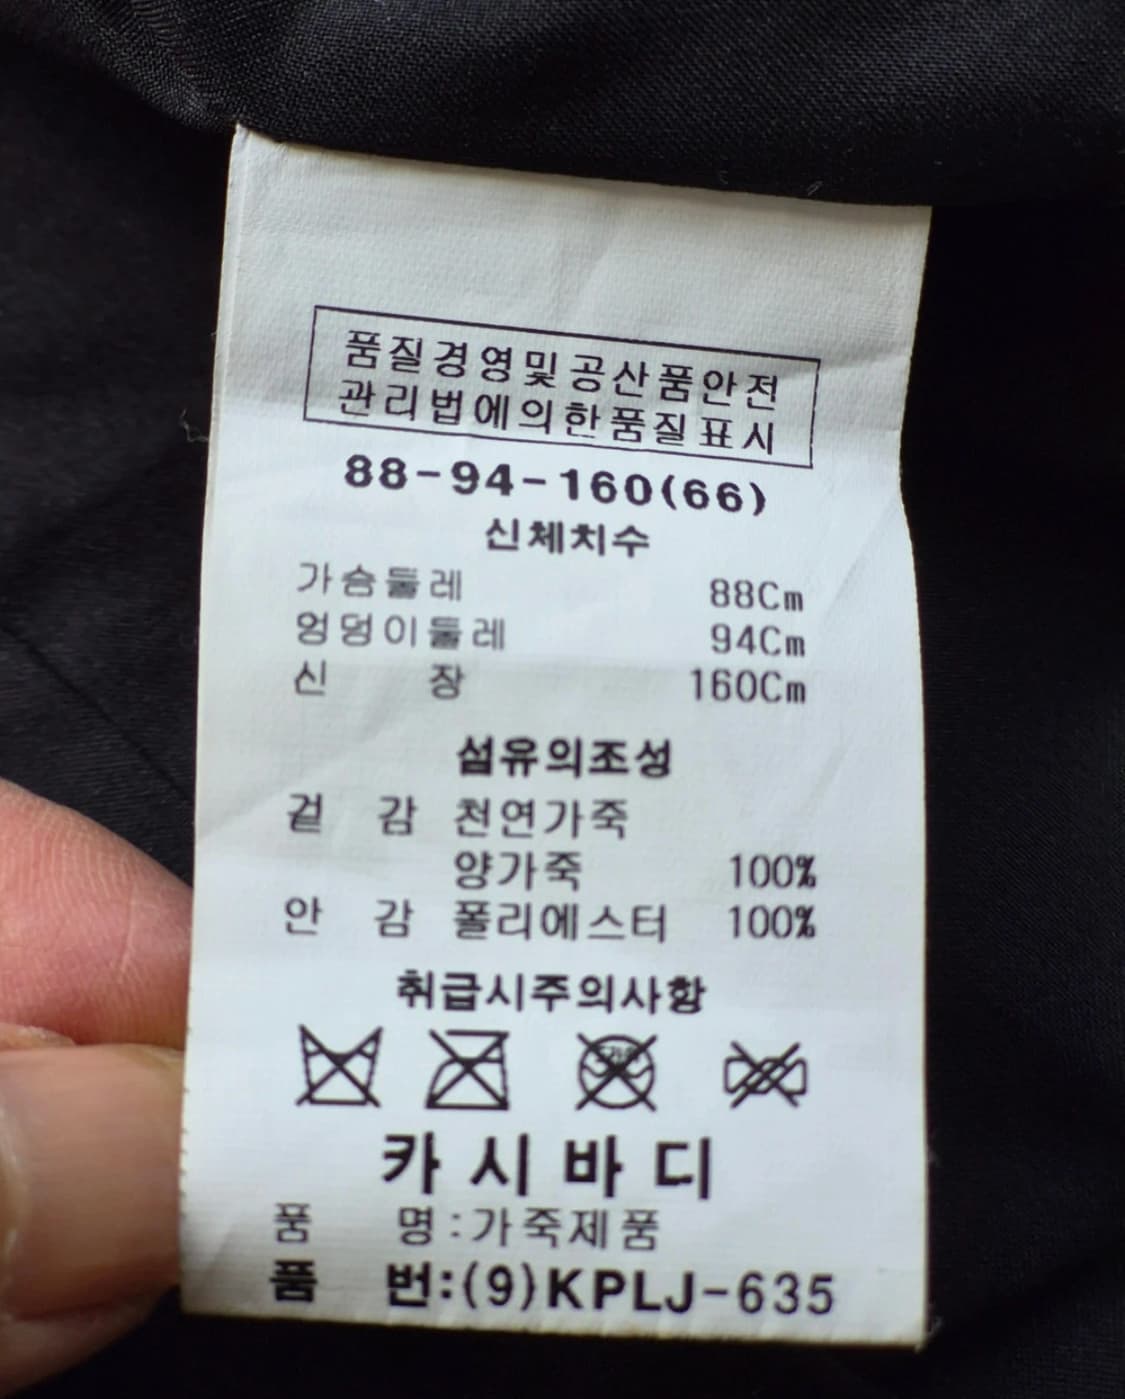 품질경영및공산품안전
관리법에의한품질표시
88-94-160(66)
신체치수
가슴둘레 88Cm
엉덩이둘레 94Cm
신 장 160Cm
섬유의조성
겉 감 천연가죽
양가죽 100%
안 감 폴리에스터 100%
취급시주의사항
카시바디
품 명:가죽제품
품 번:(9)KPLJ-635